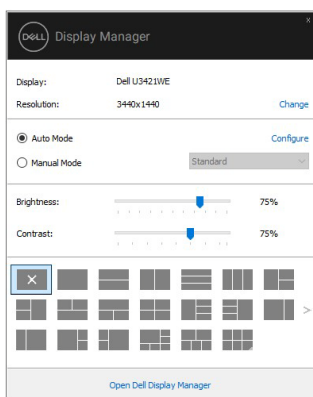 x
DELL Display Manager
Display: Dell U3421WE
Resolution: 3440x1440 Change
Auto Mode Configure
Manual Mode Standard
Brightness: 75%
Contrast: 75%
Open Dell Display Manager